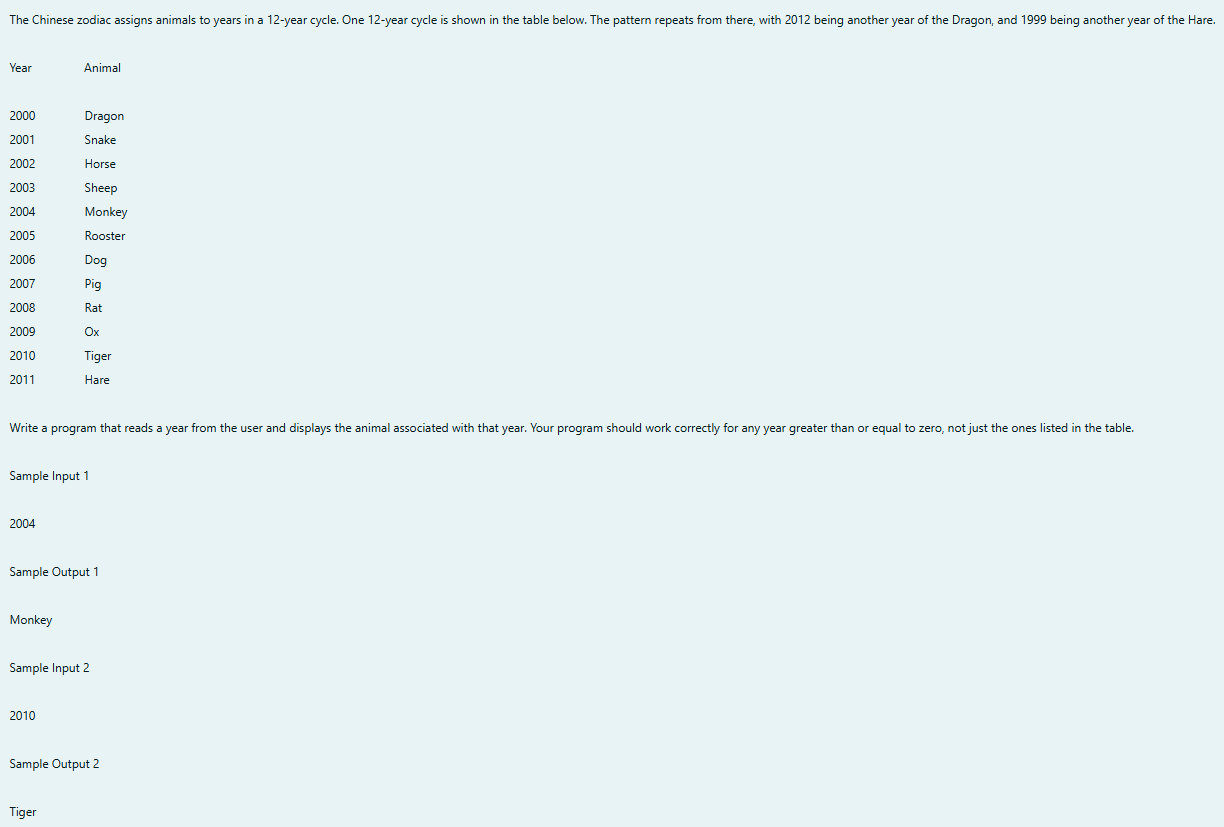 The Chinese zodiac assigns animals to years in a 12-year cycle. One 12-year cycle is shown in the table below. The pattern repeats from there, with 2012 being another year of the Dragon, and 1999 being another year of the Hare.
Year Animal
2000 Dragon
2001 Snake
2002 Horse
2003 Sheep
2004 Monkey
2005 Rooster
2006 Dog
2007 Pig
2008 Rat
2009 Ox
2010 Tiger
2011 Hare
Write a program that reads a year from the user and displays the animal associated with that year. Your program should work correctly for any year greater than or equal to zero, not just the ones listed in the table.
Sample Input 1
2004
Sample Output 1
Monkey
Sample Input 2
2010
Sample Output 2
Tiger